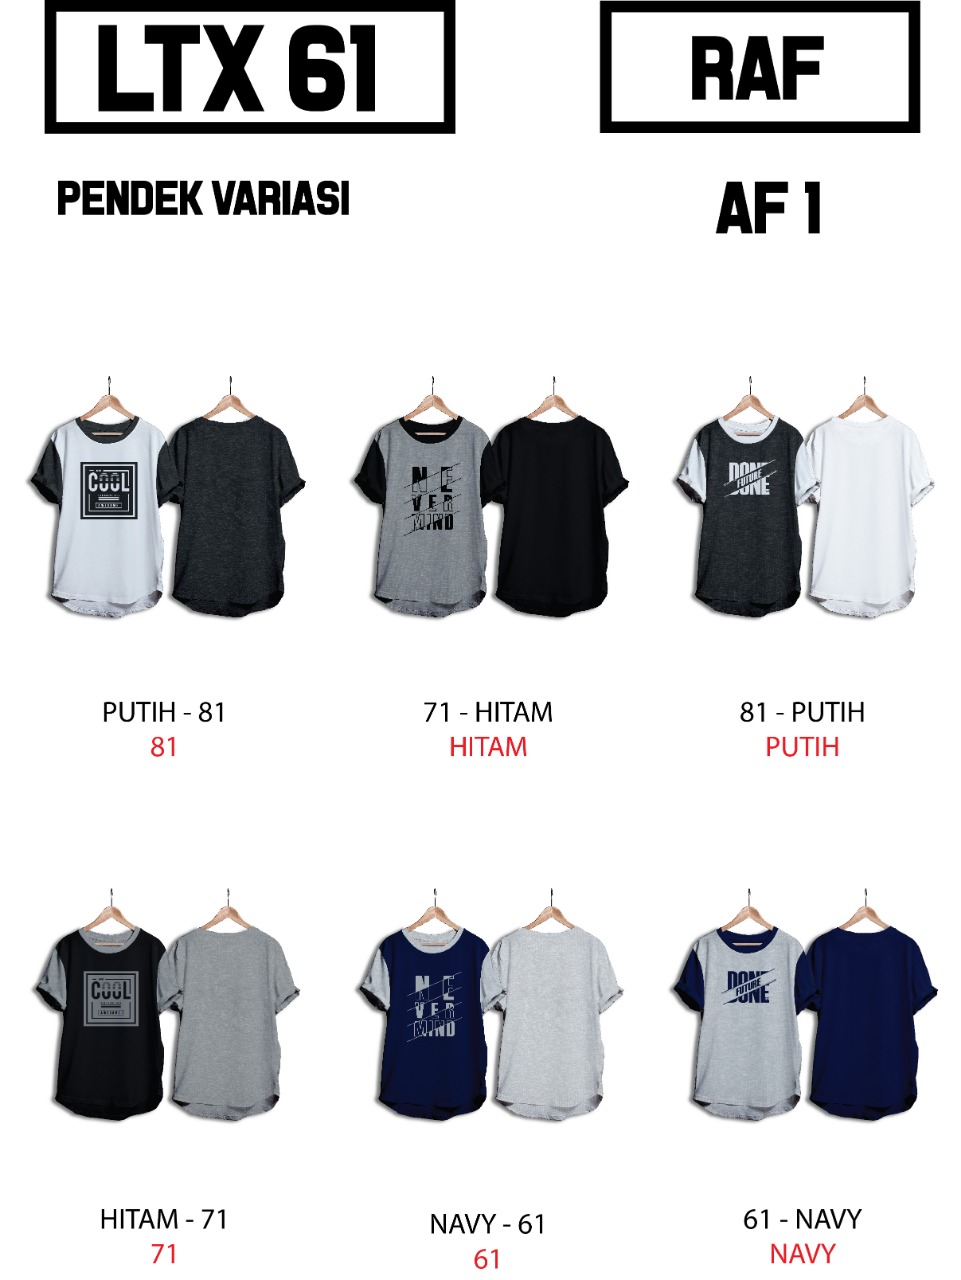 LTX 61
RAF
PENDEK VARIASI
AF 1
COOL
AWESOME
NE
VER
MIND
DONE
FUTURE
DONE
PUTIH - 81
81
71 - HITAM
HITAM
81 - PUTIH
PUTIH
COOL
AWESOME
NE
VER
MIND
DONE
FUTURE
DONE
HITAM - 71
71
NAVY - 61
61
61 - NAVY
NAVY